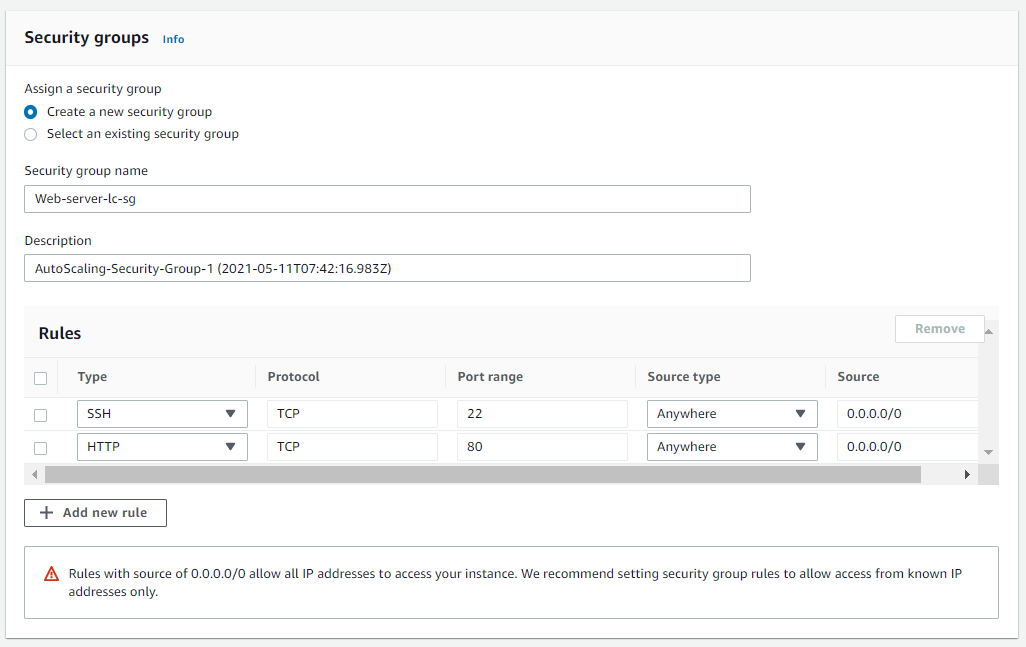 Security groups Info
Assign a security group
Create a new security group
Select an existing security group
Security group name
Web-server-lc-sg
Description
AutoScaling-Security-Group-1 (2021-05-11T07:42:16.983Z)
Rules
Remove
Type Protocol Port range Source type Source
SSH TCP 22 Anywhere 0.0.0.0/0
HTTP TCP 80 Anywhere 0.0.0.0/0
Add new rule
Rules with source of 0.0.0.0/0 allow all IP addresses to access your instance. We recommend setting security group rules to allow access from known IP
addresses only.